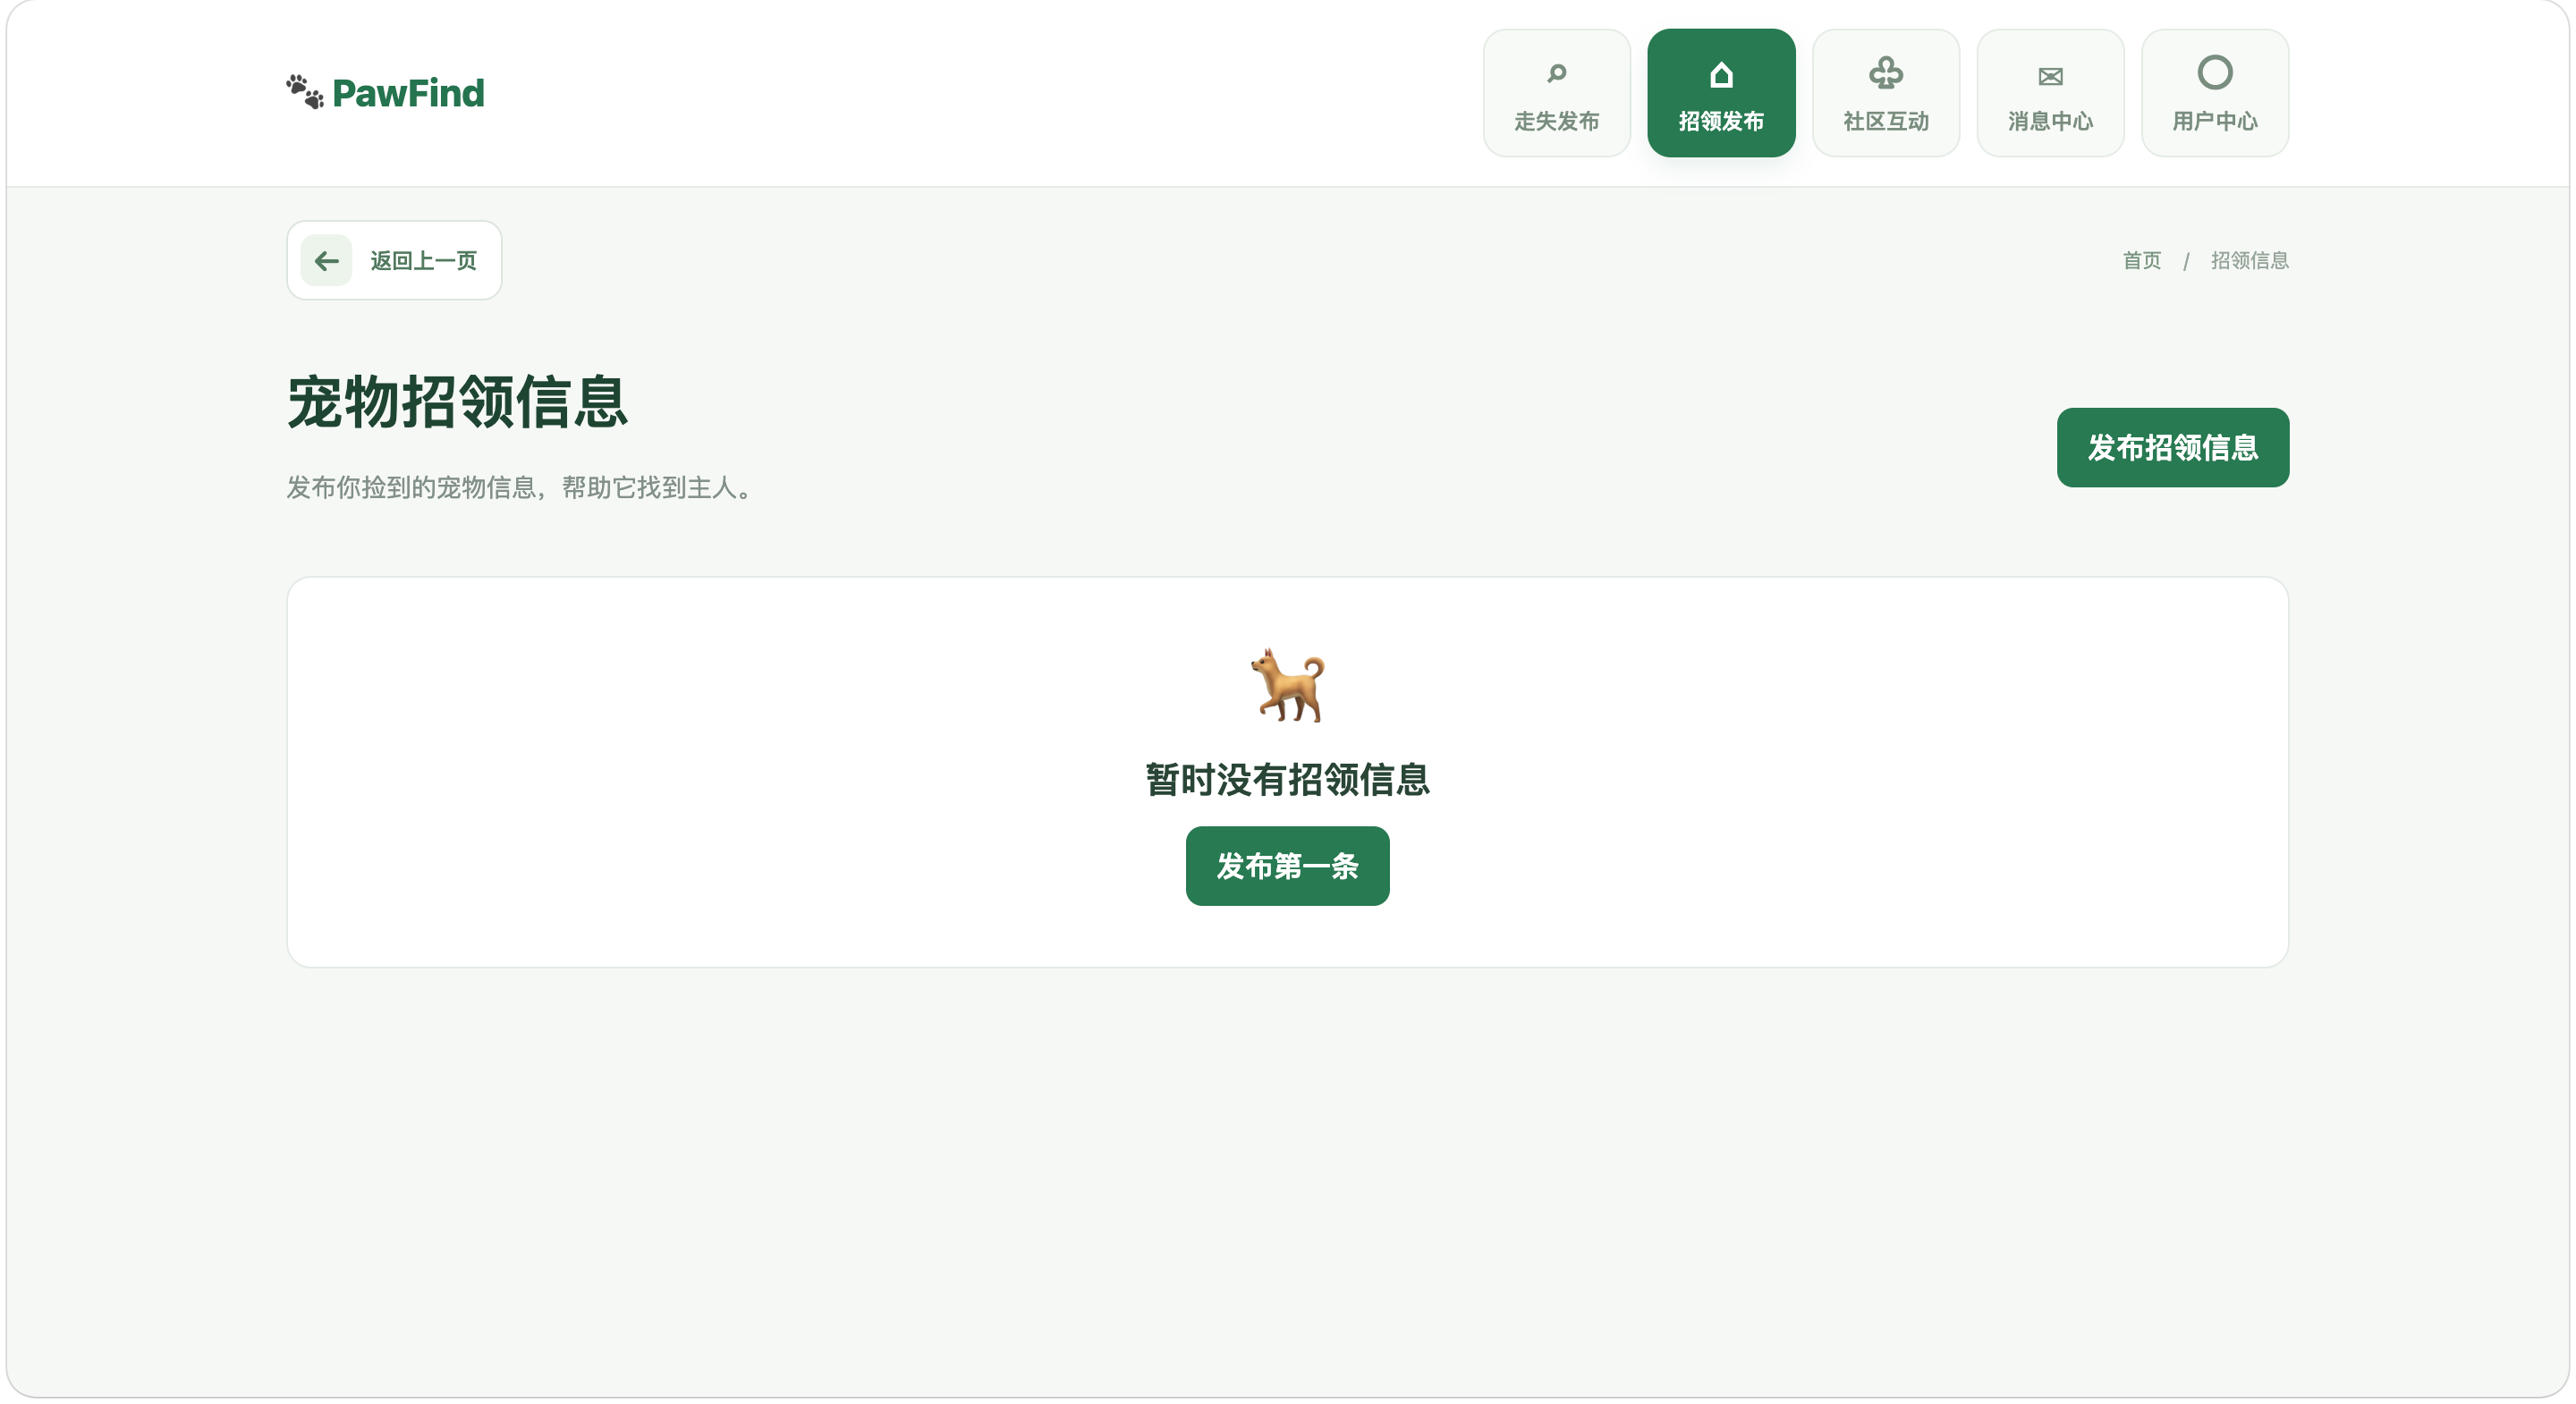 PawFind
走失发布
招领发布
社区互动
消息中心
用户中心
返回上一页
首页 / 招领信息
宠物招领信息
发布你捡到的宠物信息，帮助它找到主人。
发布招领信息
暂时没有招领信息
发布第一条